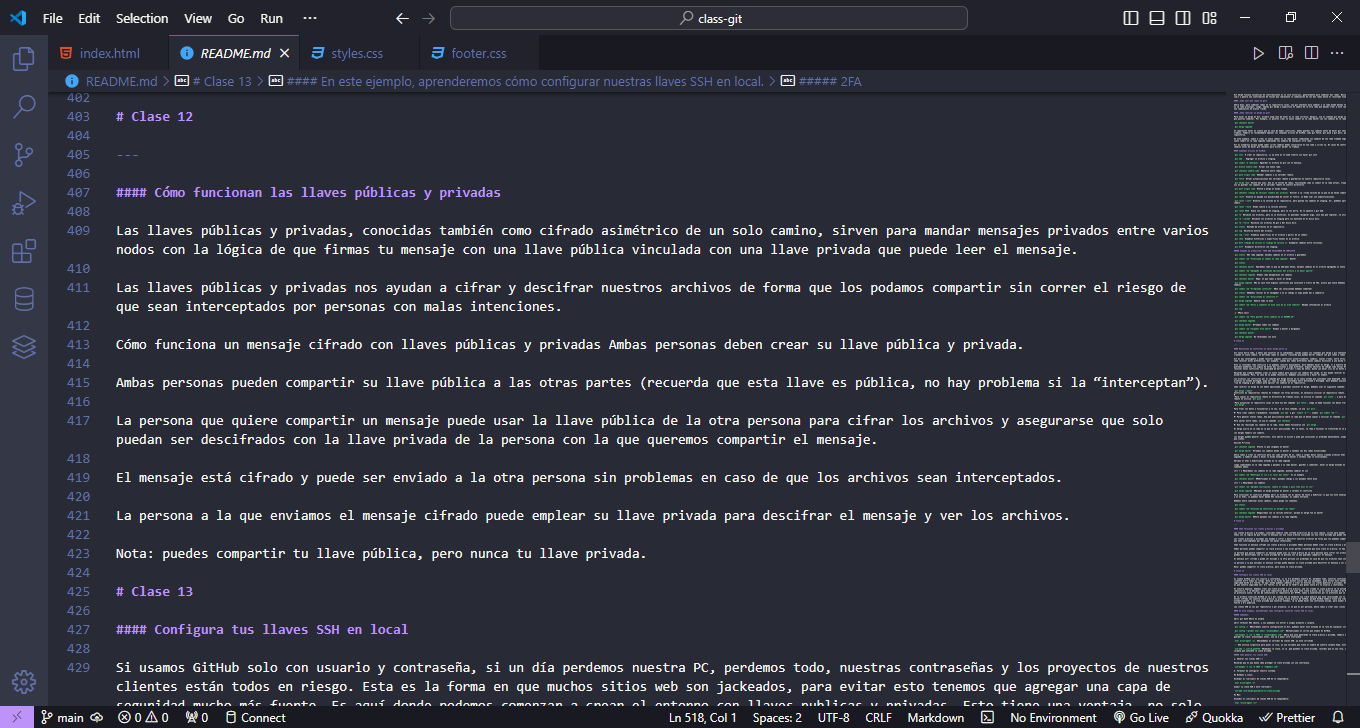 File Edit Selection View Go Run ··· ← → class-git
index.html README.md × styles.css footer.css
README.md > # Clase 13 > #### En este ejemplo, aprenderemos cómo configurar nuestras llaves SSH en local. > ##### 2FA
402
403 # Clase 12
404
405 ---
406
407 #### Cómo funcionan las llaves públicas y privadas
408
409 Las llaves públicas y privadas, conocidas también como cifrado asimétrico de un solo camino, sirven para mandar mensajes privados entre varios
nodos con la lógica de que firmas tu mensaje con una llave pública vinculada con una llave privada que puede leer el mensaje.
410
411 Las llaves públicas y privadas nos ayudan a cifrar y descifrar nuestros archivos de forma que los podamos compartir sin correr el riesgo de
que sean interceptados por personas con malas intenciones.
412
413 Cómo funciona un mensaje cifrado con llaves públicas y privadas Ambas personas deben crear su llave pública y privada.
414
415 Ambas personas pueden compartir su llave pública a las otras partes (recuerda que esta llave es pública, no hay problema si la “interceptan”).
416
417 La persona que quiere compartir un mensaje puede usar la llave pública de la otra persona para cifrar los archivos y asegurarse que solo
puedan ser descifrados con la llave privada de la persona con la que queremos compartir el mensaje.
418
419 El mensaje está cifrado y puede ser enviado a la otra persona sin problemas en caso de que los archivos sean interceptados.
420
421 La persona a la que enviamos el mensaje cifrado puede emplear su llave privada para descifrar el mensaje y ver los archivos.
422
423 Nota: puedes compartir tu llave pública, pero nunca tu llave privada.
424
425 # Clase 13
426
427 #### Configura tus llaves SSH en local
428
429 Si usamos GitHub solo con usuario y contraseña, si un día perdemos nuestra PC, perdemos todo, nuestras contraseñas y los proyectos de nuestros
clientes están todos en riesgo. Esta es la forma en que muchos sitios web son jackeados, para evitar esto tenemos que agregar una capa de
seguridad mucho más fuente. Es aquí donde podemos comenzar a crear el entorno con llaves publicas y privadas. Esto tiene una ventaja, no solo
main 0 0 0 Connect Ln 518, Col 1 Spaces: 2 UTF-8 CRLF Markdown No Environment Go Live Quokka Prettier